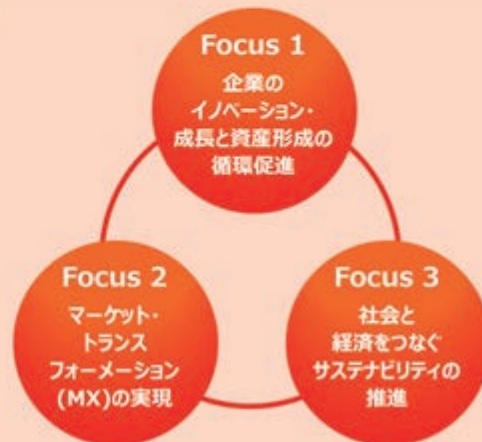 Focus 1
企業の
イノベーション・
成長と資産形成の
循環促進
Focus 2
マーケット・
トランス
フォーメーション
(MX)の実現
Focus 3
社会と
経済をつなぐ
サステナビリティの
推進